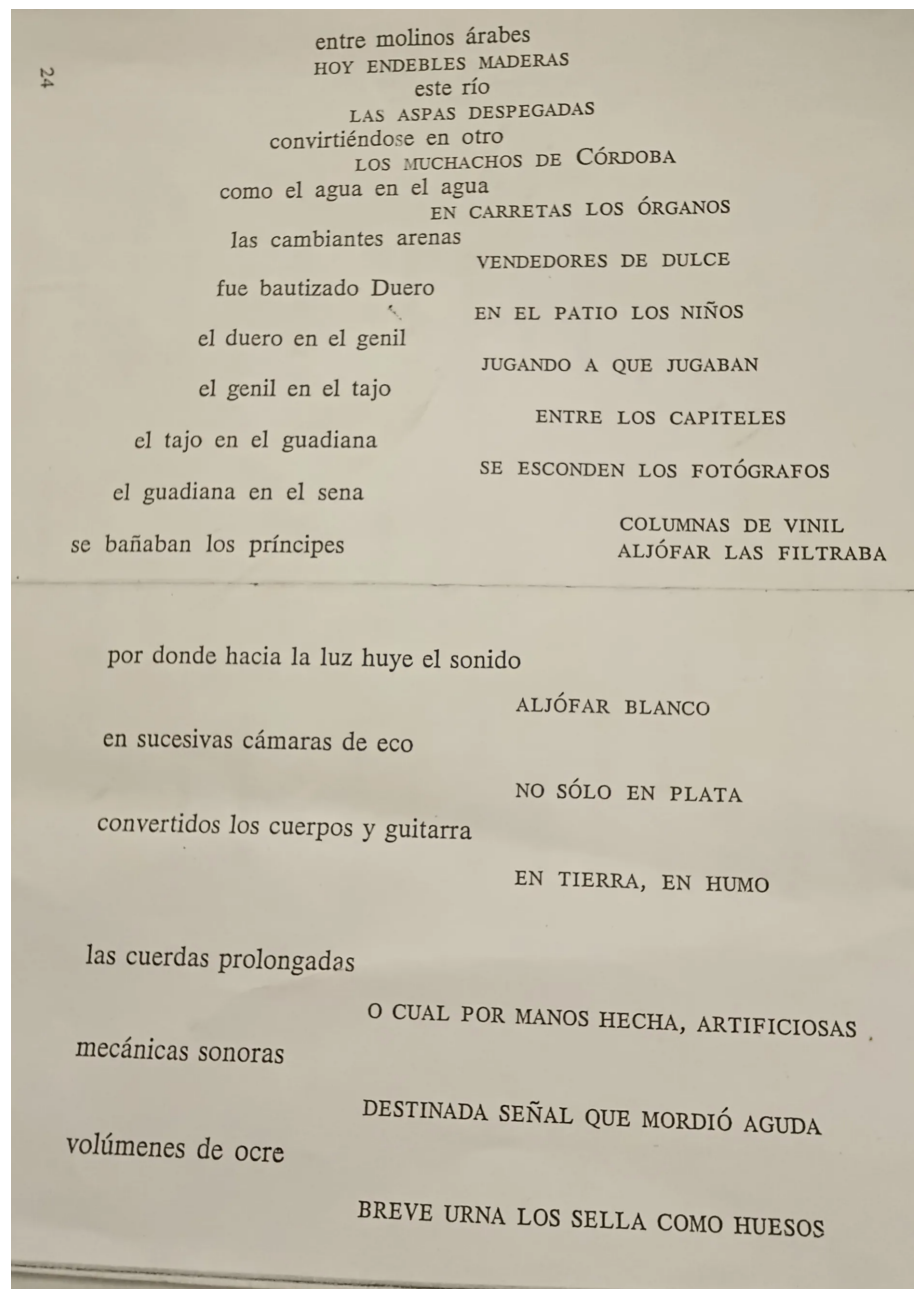 24
entre molinos árabes
HOY ENDEBLES MADERAS
este río
LAS ASPAS DESPEGADAS
convirtiéndose en otro
LOS MUCHACHOS DE CÓRDOBA
como el agua en el agua
EN CARRETAS LOS ÓRGANOS
las cambiantes arenas
VENDEDORES DE DULCE
fue bautizado Duero
EN EL PATIO LOS NIÑOS
el duero en el genil
JUGANDO A QUE JUGABAN
el genil en el tajo
ENTRE LOS CAPITELES
el tajo en el guadiana
SE ESCONDEN LOS FOTÓGRAFOS
el guadiana en el sena
COLUMNAS DE VINIL
se bañaban los príncipes
ALJÓFAR LAS FILTRABA
por donde hacia la luz huye el sonido
ALJÓFAR BLANCO
en sucesivas cámaras de eco
NO SÓLO EN PLATA
convertidos los cuerpos y guitarra
EN TIERRA, EN HUMO
las cuerdas prolongadas
O CUAL POR MANOS HECHA, ARTIFICIOSAS
mecánicas sonoras
DESTINADA SEÑAL QUE MORDIÓ AGUDA
volúmenes de ocre
BREVE URNA LOS SELLA COMO HUESOS